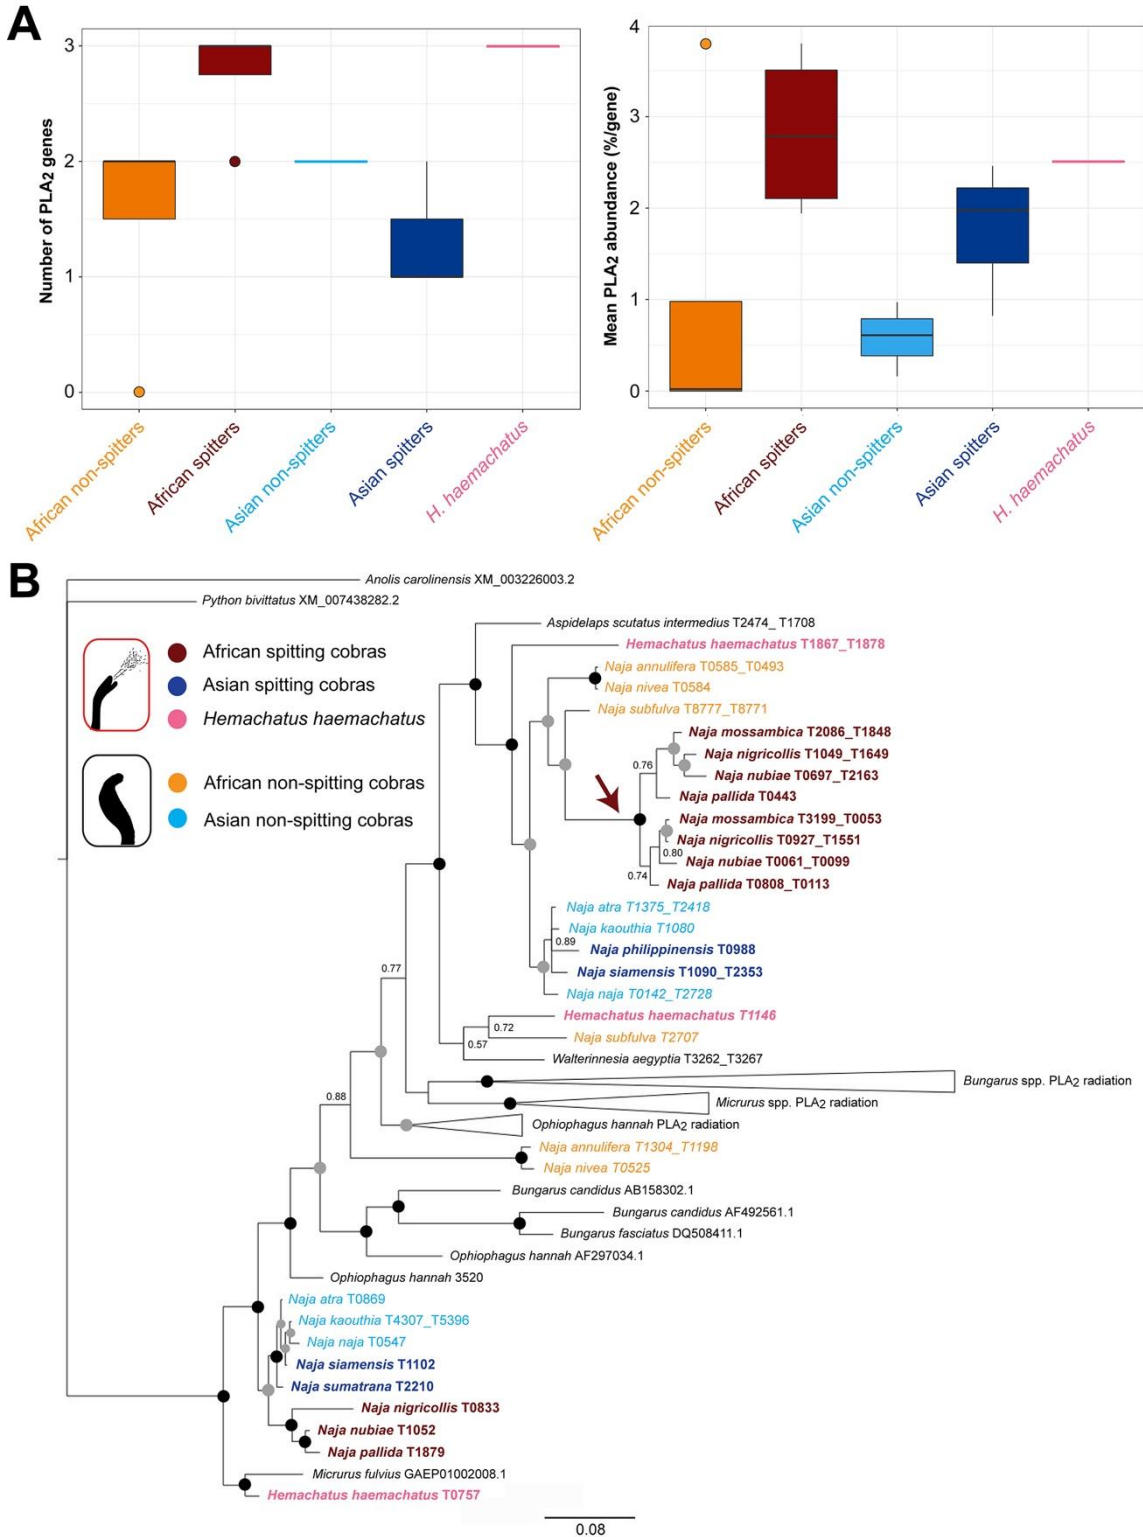 A
Number of PLA2 genes
3
2
1
0
African non-spitters
African spitters
Asian non-spitters
Asian spitters
H. haemachatus
Mean PLA2 abundance (%/gene)
4
3
2
1
0
African non-spitters
African spitters
Asian non-spitters
Asian spitters
H. haemachatus
B
Anolis carolinensis XM_003226003.2
Python bivittatus XM_007438282.2
African spitting cobras
Asian spitting cobras
Hemachatus haemachatus
African non-spitting cobras
Asian non-spitting cobras
Aspidelaps scutatus intermedius T2474_ T1708
Hemachatus haemachatus T1867_T1878
Naja annulifera T0585_T0493
Naja nivea T0584
Naja subfulva T8777_T8771
Naja mossambica T2086_T1848
Naja nigricollis T1049_T1649
0.76
Naja nubiae T0697_T2163
Naja pallida T0443
Naja mossambica T3199_T0053
Naja nigricollis T0927_T1551
0.80
Naja nubiae T0061_T0099
0.74
Naja pallida T0808_T0113
Naja atra T1375_T2418
Naja kaouthia T1080
0.89
Naja philippinensis T0988
Naja siamensis T1090_T2353
0.77
Naja naja T0142_T2728
Hemachatus haemachatus T1146
0.72
Naja subfulva T2707
0.57
Walterinnesia aegyptia T3262_T3267
Bungarus spp. PLA2 radiation
0.88
Micrurus spp. PLA2 radiation
Ophiophagus hannah PLA2 radiation
Naja annulifera T1304_T1198
Naja nivea T0525
Bungarus candidus AB158302.1
Bungarus candidus AF492561.1
Bungarus fasciatus DQ508411.1
Ophiophagus hannah AF297034.1
Ophiophagus hannah 3520
Naja atra T0869
Naja kaouthia T4307_T5396
Naja naja T0547
Naja siamensis T1102
Naja sumatrana T2210
Naja nigricollis T0833
Naja nubiae T1052
Naja pallida T1879
Micrurus fulvius GAEP01002008.1
Hemachatus haemachatus T0757
0.08